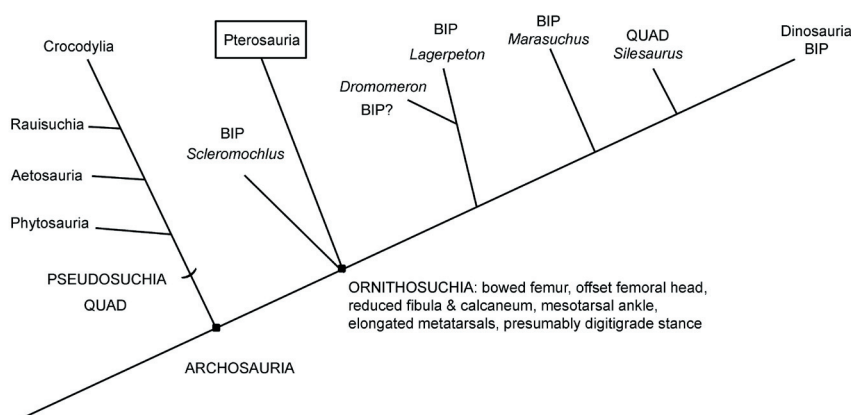 Crocodylia
Pterosauria
BIP
Lagerpeton
BIP
Marasuchus
QUAD
Silesaurus
Dinosauria
BIP
Dromomeron
BIP?
Rauisuchia
BIP
Scleromochlus
Aetosauria
Phytosauria
PSEUDOSUCHIA
QUAD
ORNITHOSUCHIA: bowed femur, offset femoral head,
reduced fibula & calcaneum, mesotarsal ankle,
elongated metatarsals, presumably digitigrade stance
ARCHOSAURIA